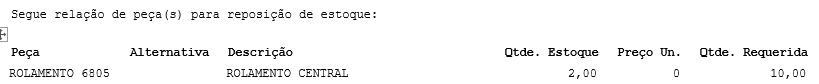 Segue relação de peça(s) para reposição de estoque:
Peça Alternativa Descrição Qtde. Estoque Preço Un. Qtde. Requerida
ROLAMENTO 6805 ROLAMENTO CENTRAL 2,00 0 10,00